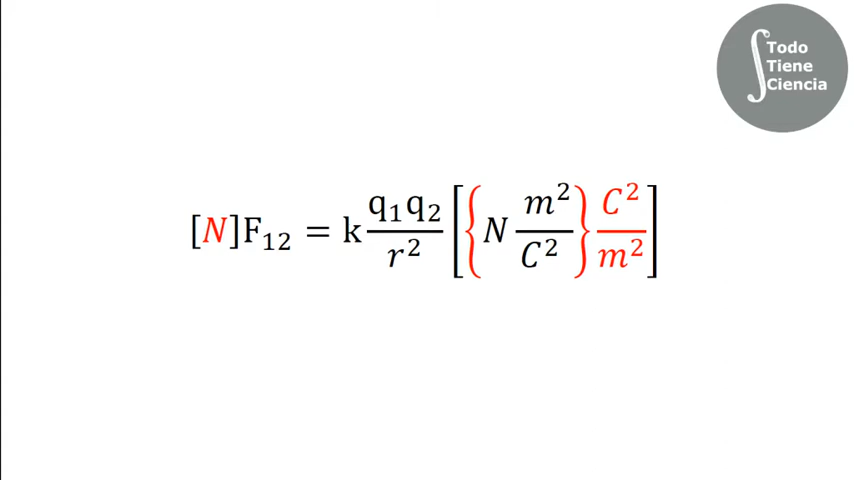 Todo
Tiene
Ciencia
[N]F₁₂ = k q₁q₂/r² [{N m²/C²} C²/m²]